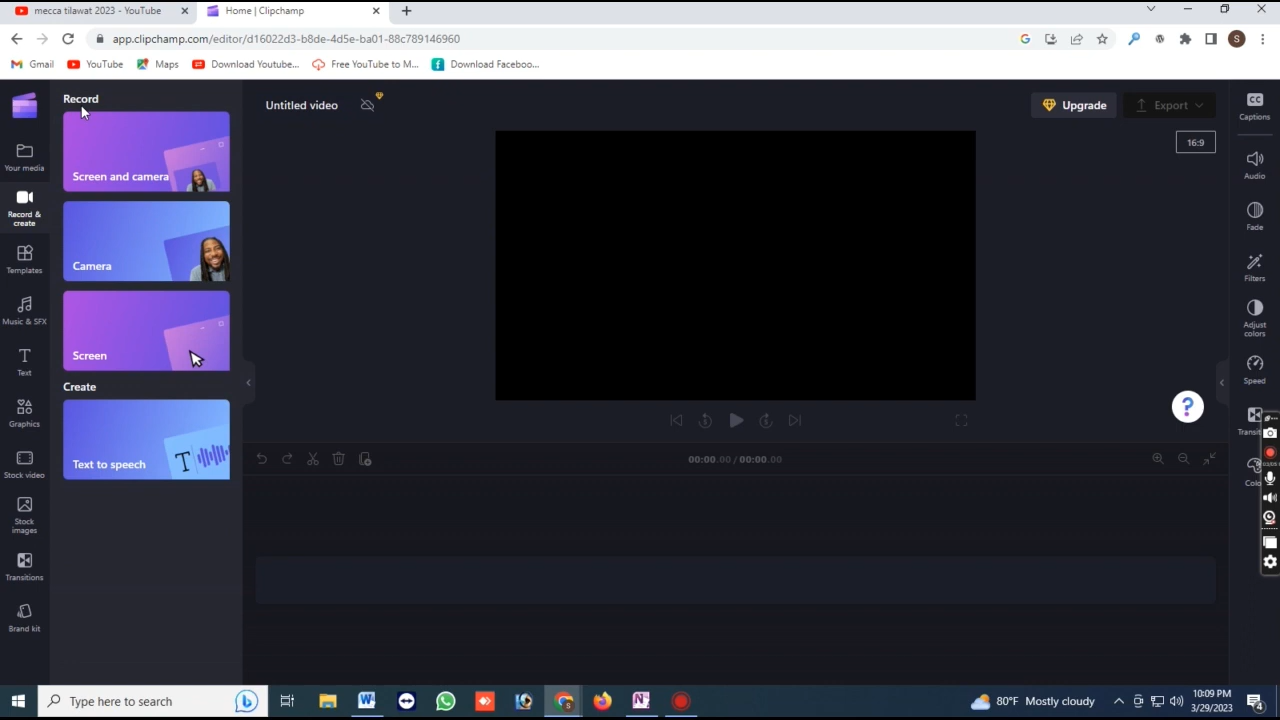 mecca tilawat 2023 - YouTube
Home | Clipchamp
app.clipchamp.com/editor/d16022d3-b8de-4d5e-ba01-88c789146960
S
Gmail
YouTube
Maps
Download Youtube...
Free YouTube to M...
Download Faceboo...
Record
Screen and camera
Camera
Screen
Create
Text to speech
Your media
Record &
create
Templates
Music & SFX
Text
Graphics
Stock video
Stock
images
Transitions
Brand kit
Untitled video
Upgrade
Export
16:9
00:00.00 / 00:00.00
CC
Captions
Audio
Fade
Filters
Adjust
colors
Speed
Transit
Colo
Type here to search
80°F Mostly cloudy
10:09 PM
3/29/2023
4